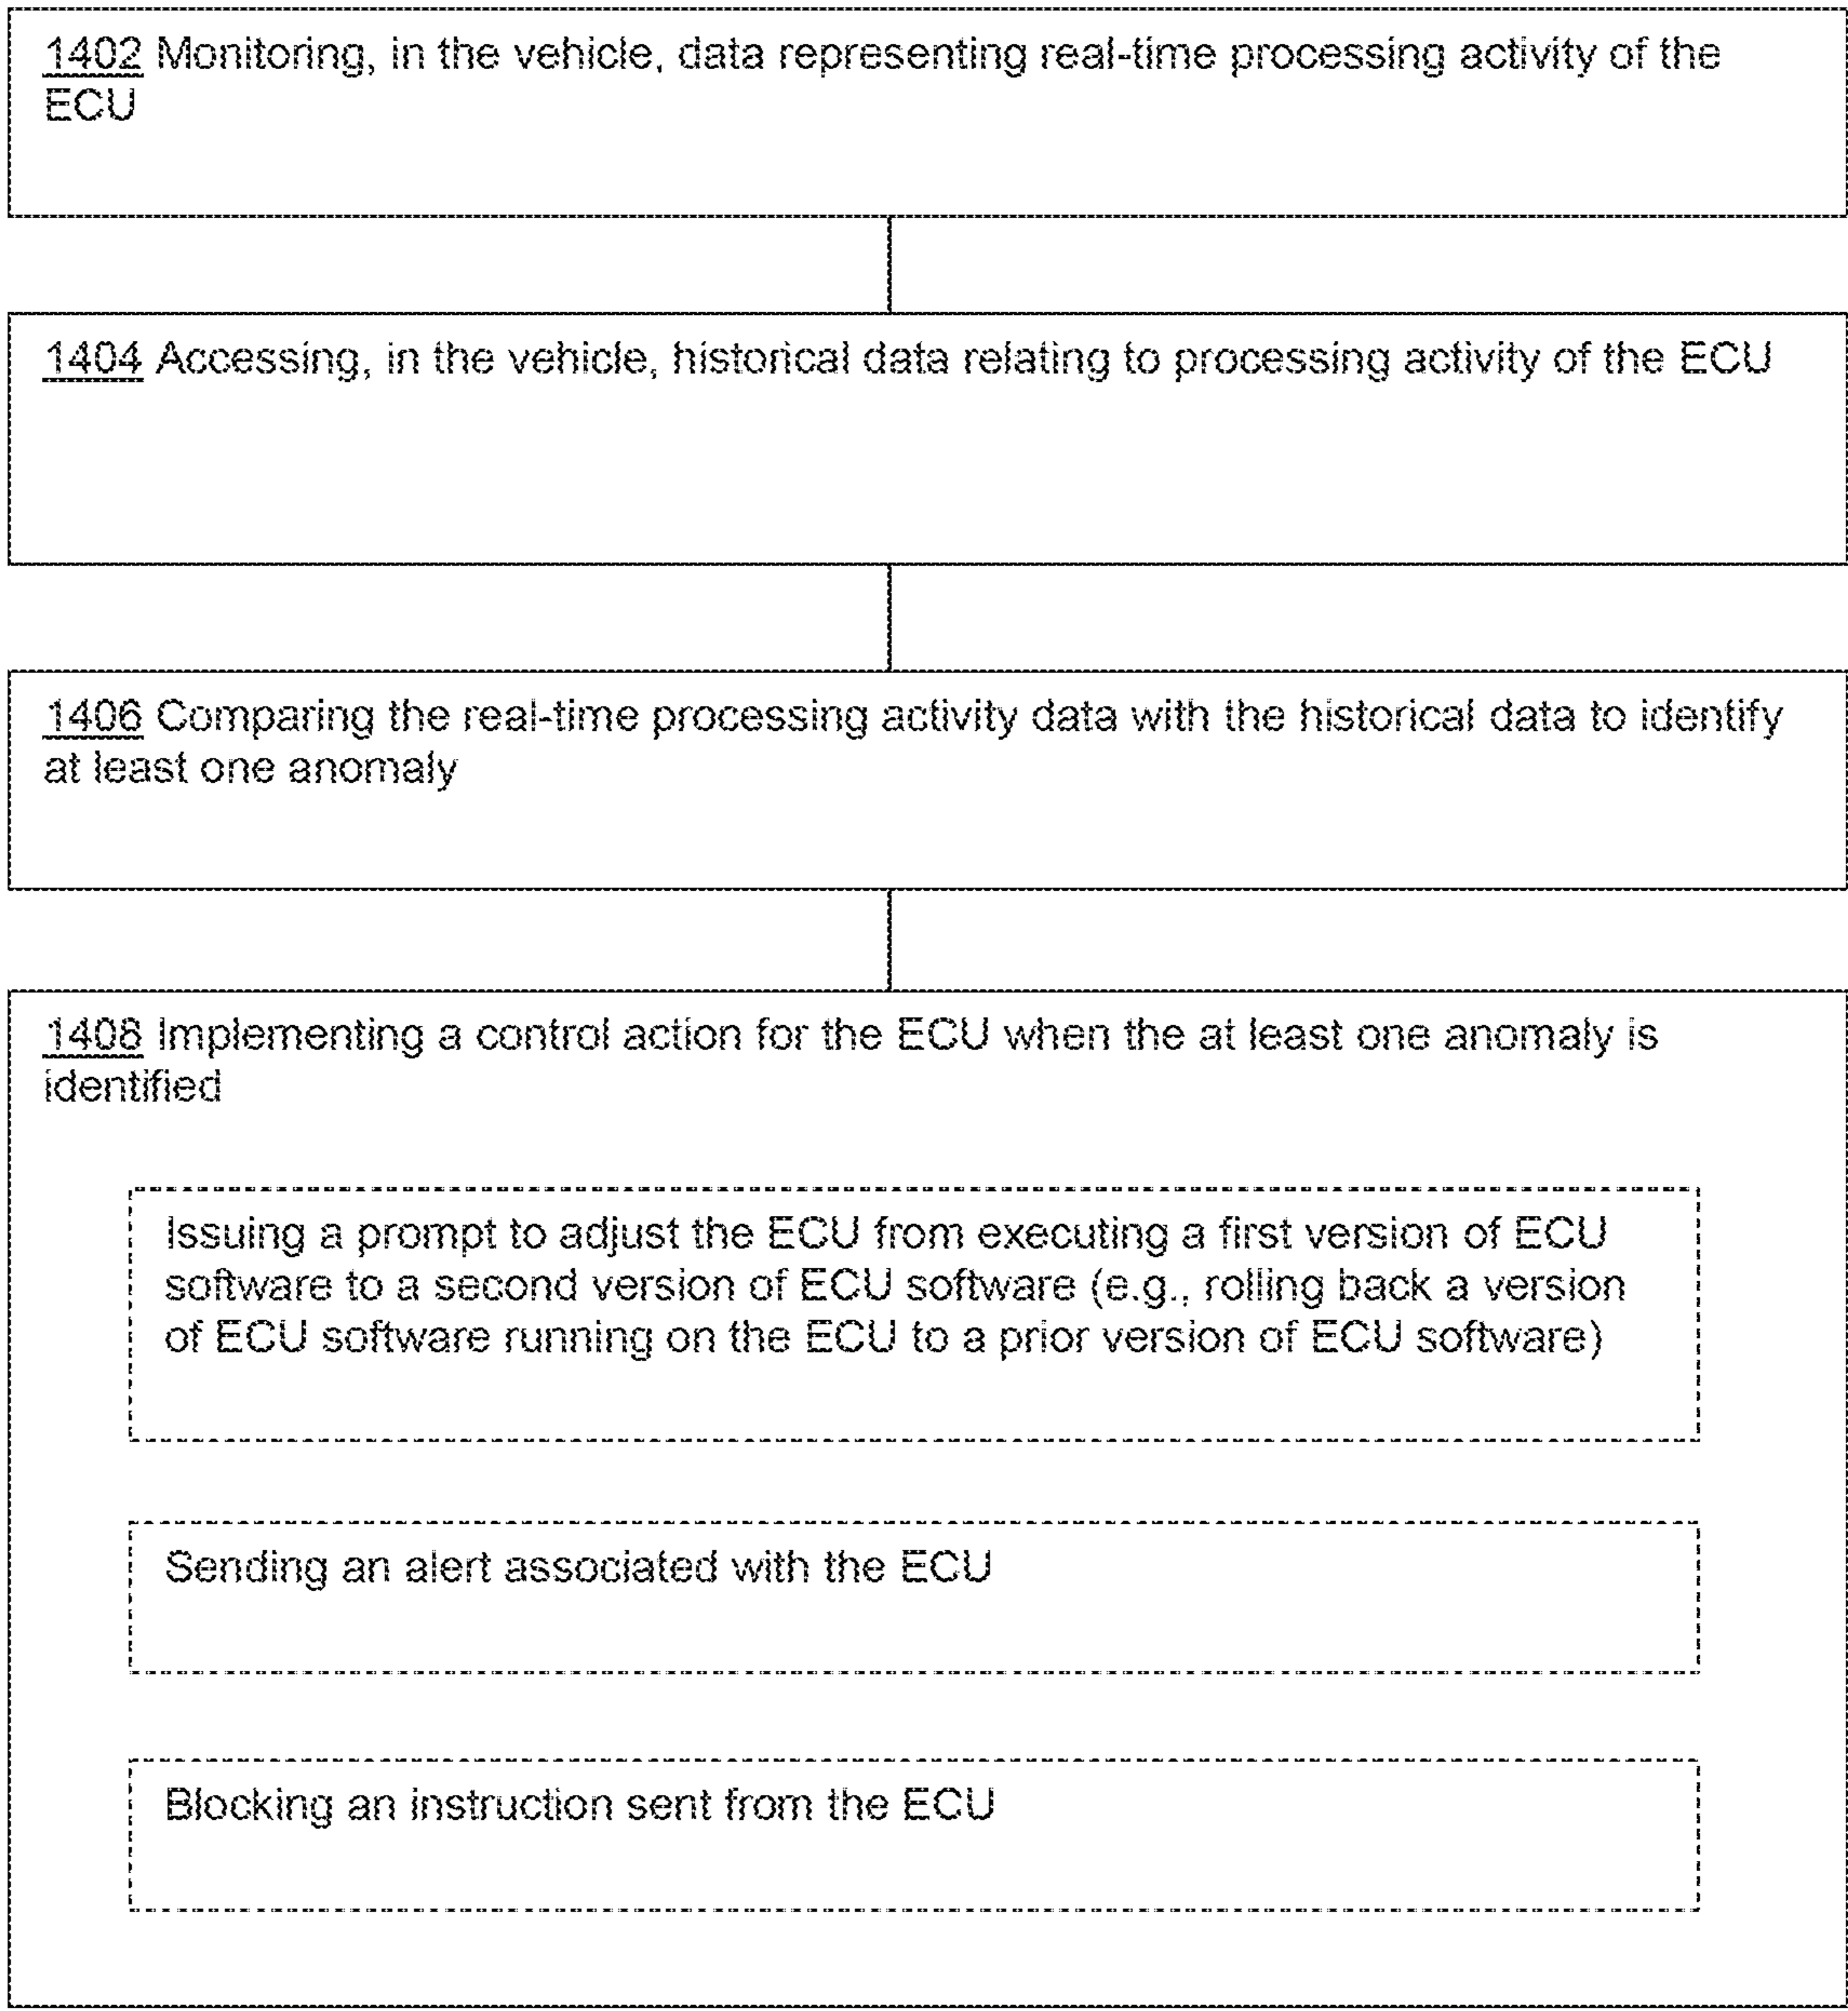 1402 Monitoring, in the vehicle, data representing real-time processing activity of the
ECU
1404 Accessing, in the vehicle, historical data relating to processing activity of the ECU
1406 Comparing the real-time processing activity data with the historical data to identify
at least one anomaly
1408 Implementing a control action for the ECU when the at least one anomaly is
identified
Issuing a prompt to adjust the ECU from executing a first version of ECU
software to a second version of ECU software (e.g., rolling back a version
of ECU software running on the ECU to a prior version of ECU software)
Sending an alert associated with the ECU
Blocking an instruction sent from the ECU